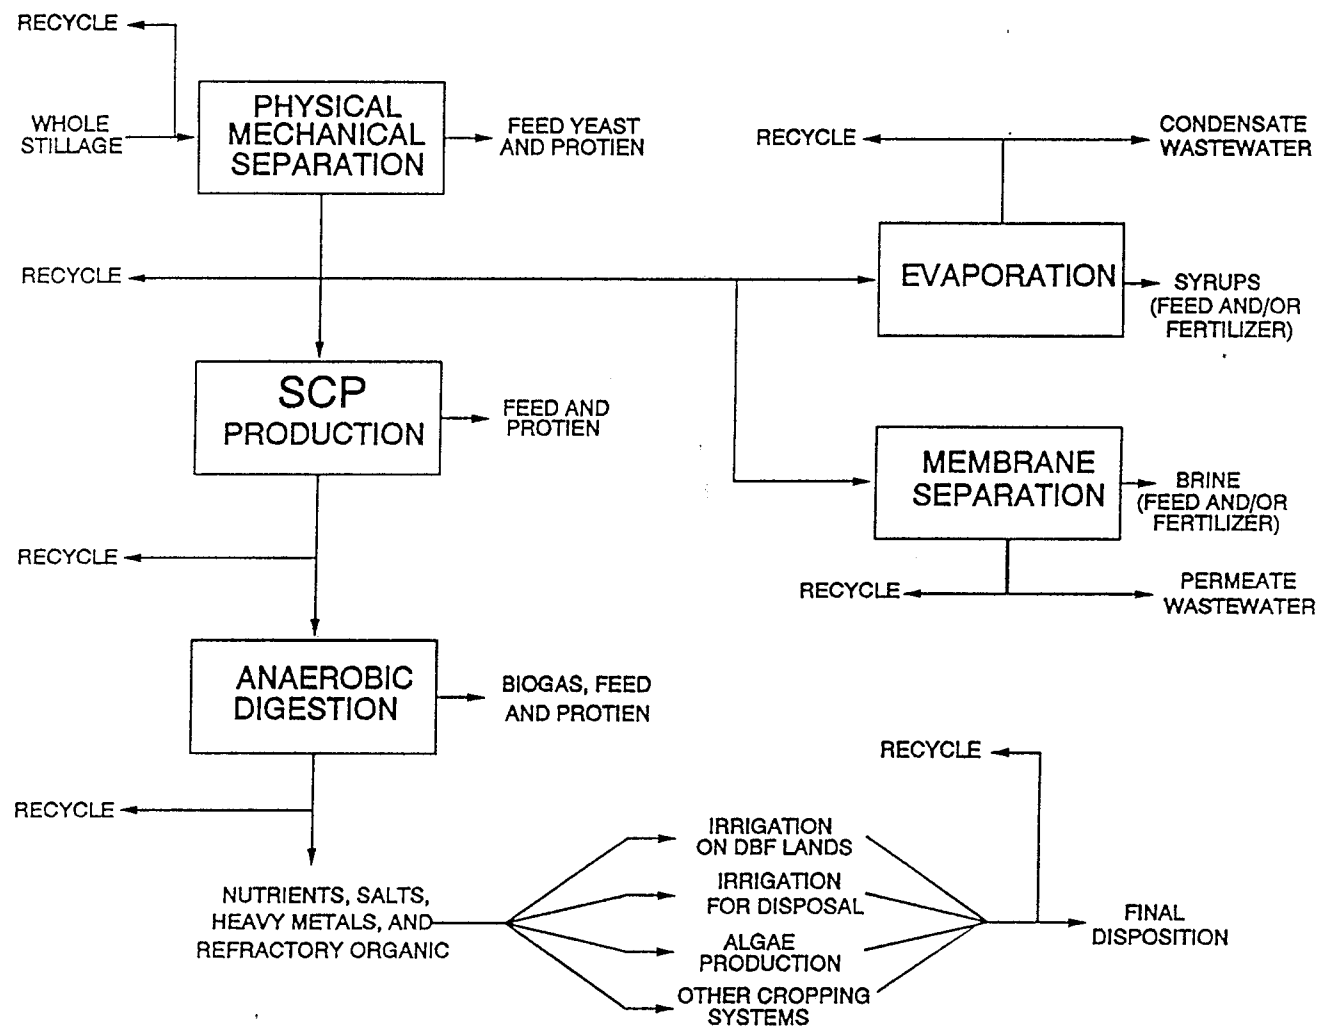 RECYCLE
WHOLE
STILLAGE
PHYSICAL
MECHANICAL
SEPARATION
FEED YEAST
AND PROTIEN
RECYCLE
CONDENSATE
WASTEWATER
RECYCLE
EVAPORATION
SYRUPS
(FEED AND/OR
FERTILIZER)
SCP
PRODUCTION
FEED AND
PROTIEN
MEMBRANE
SEPARATION
BRINE
(FEED AND/OR
FERTILIZER)
RECYCLE
RECYCLE
PERMEATE
WASTEWATER
ANAEROBIC
DIGESTION
BIOGAS, FEED
AND PROTIEN
RECYCLE
RECYCLE
NUTRIENTS, SALTS,
HEAVY METALS, AND
REFRACTORY ORGANIC
IRRIGATION
ON DBF LANDS
IRRIGATION
FOR DISPOSAL
ALGAE
PRODUCTION
OTHER CROPPING
SYSTEMS
FINAL
DISPOSITION